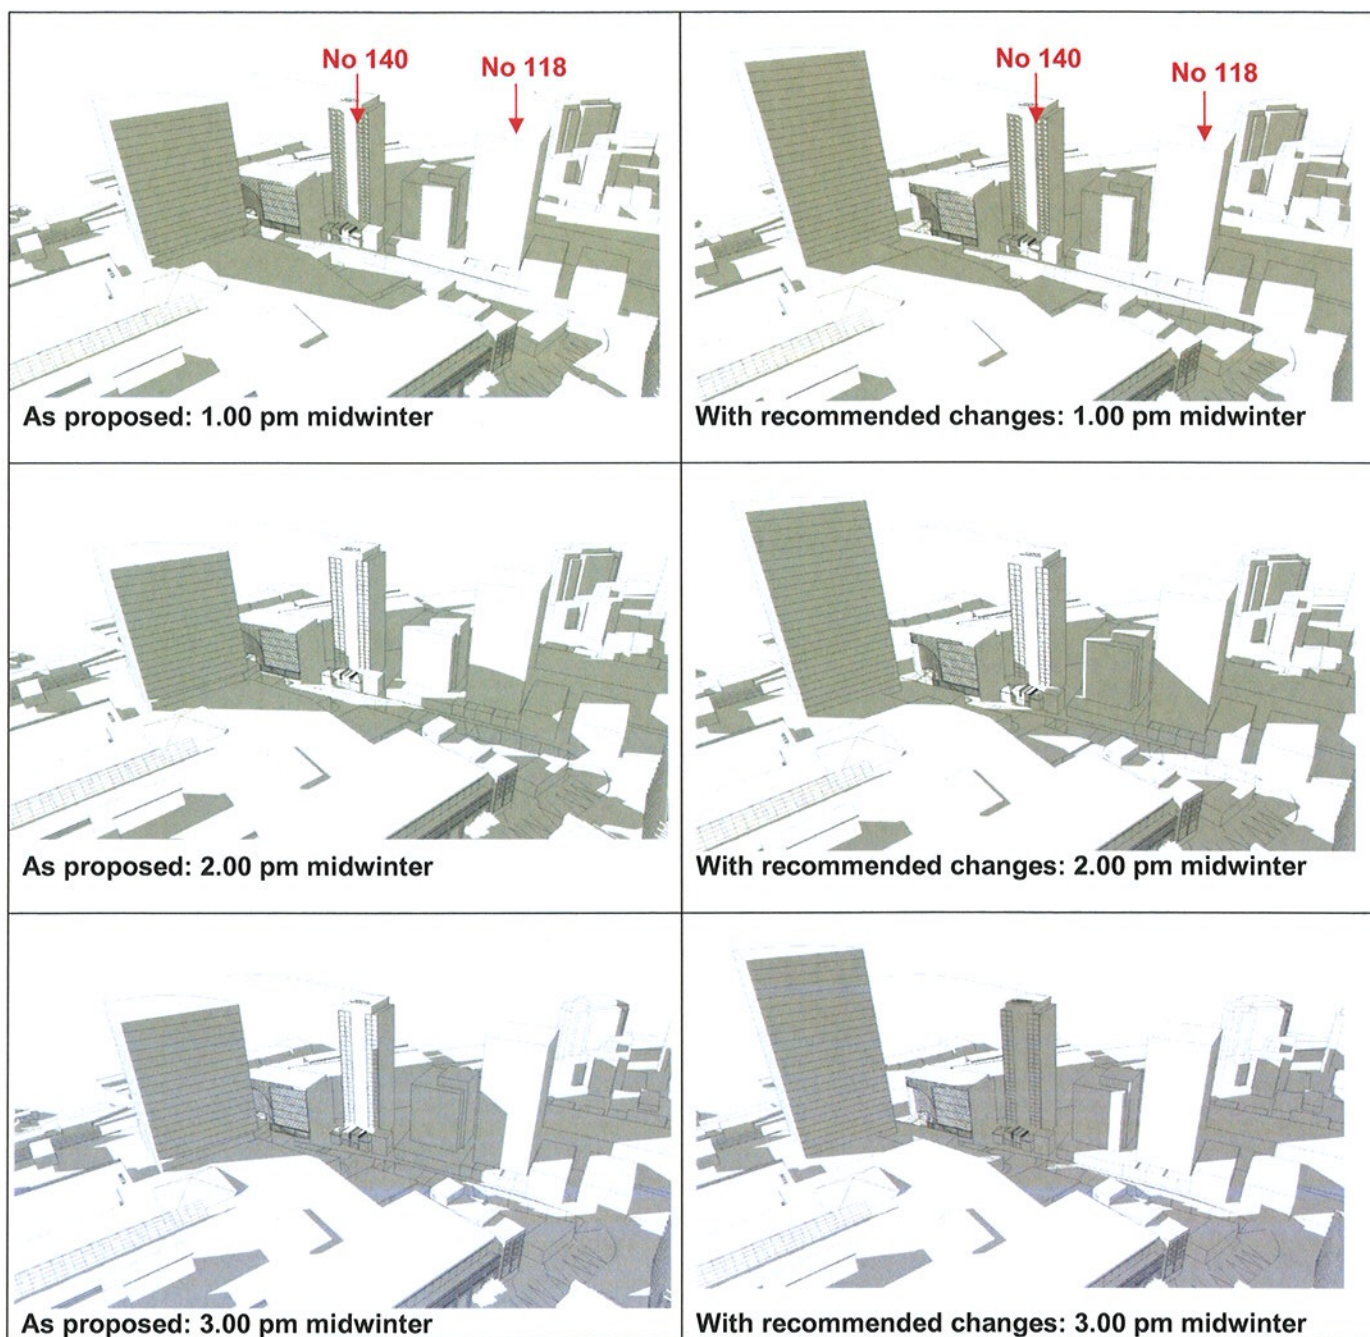 No 140
No 118
No 140
No 118
As proposed: 1.00 pm midwinter
With recommended changes: 1.00 pm midwinter
As proposed: 2.00 pm midwinter
With recommended changes: 2.00 pm midwinter
As proposed: 3.00 pm midwinter
With recommended changes: 3.00 pm midwinter